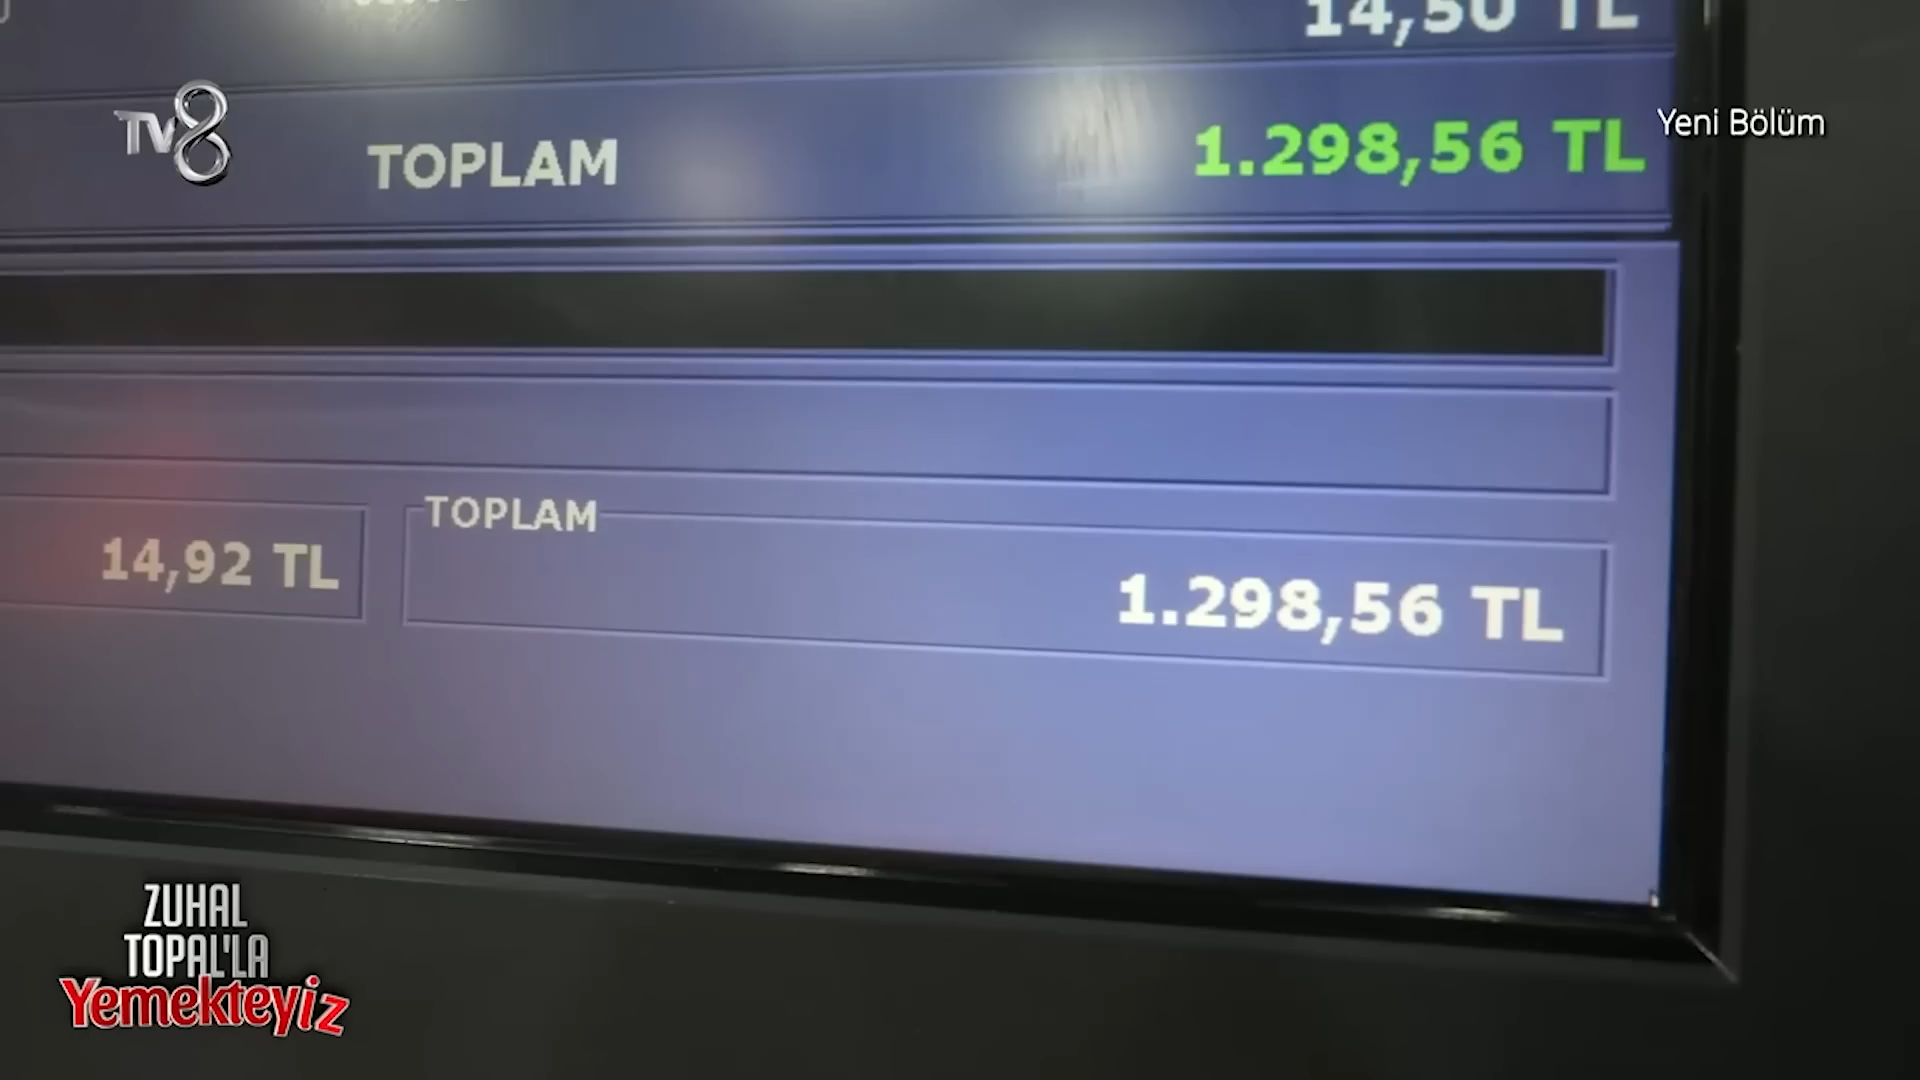 14,50 TL
TV8
TOPLAM
1.298,56 TL
Yeni Bölüm
TOPLAM
14,92 TL
1.298,56 TL
ZUHAL
TOPAL'LA
Yemekteyiz